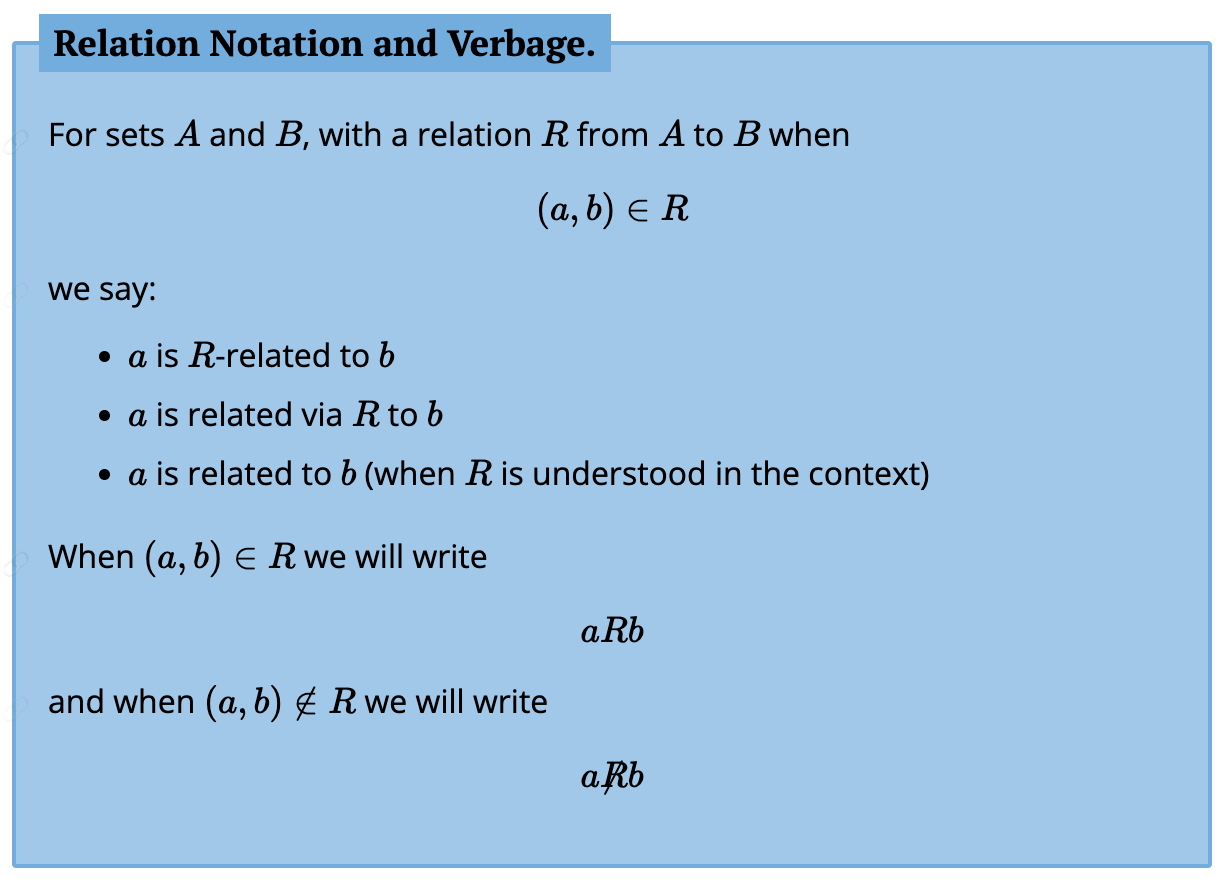 Relation Notation and Verbage.
For sets A and B, with a relation R from A to B when
(a, b) ∈ R
we say:
• a is R-related to b
• a is related via R to b
• a is related to b (when R is understood in the context)
When (a, b) ∈ R we will write
aRb
and when (a, b) ∉ R we will write
aR̸b